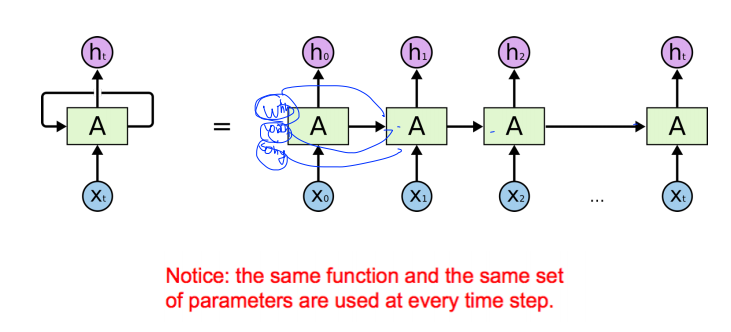 hₜ h₀ h₁ h₂ hₜ
A = A A A A
Why
Xₜ X₀ X₁ X₂ ... Xₜ
Notice: the same function and the same set
of parameters are used at every time step.